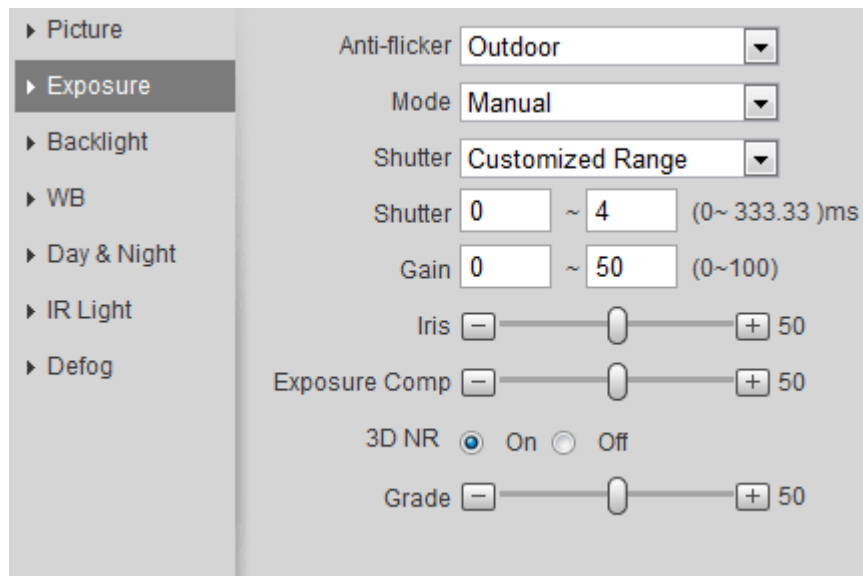 Picture
Exposure
Backlight
WB
Day & Night
IR Light
Defog
Anti-flicker Outdoor
Mode Manual
Shutter Customized Range
Shutter 0 ~ 4 (0~ 333.33 )ms
Gain 0 ~ 50 (0~100)
Iris 50
Exposure Comp 50
3D NR On Off
Grade 50